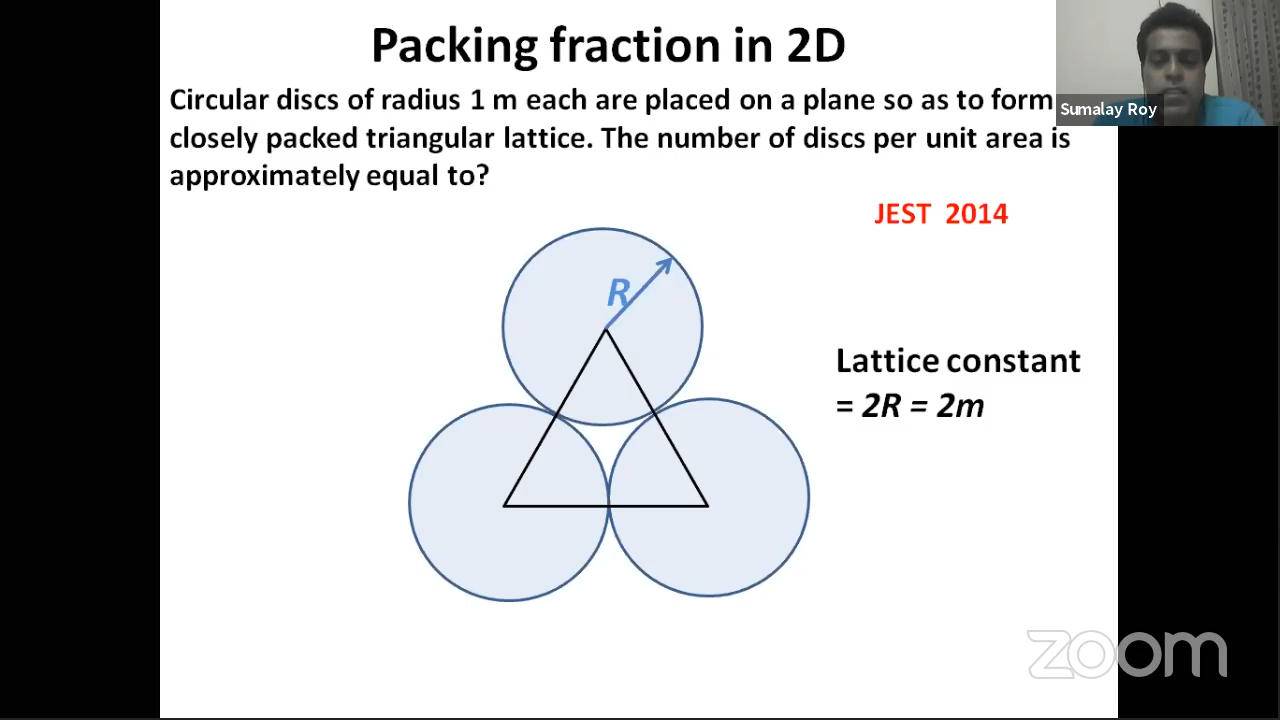 Packing fraction in 2D
Circular discs of radius 1 m each are placed on a plane so as to form
closely packed triangular lattice. The number of discs per unit area is
approximately equal to?
JEST 2014
R
Lattice constant
= 2R = 2m
Sumalay Roy
zoom